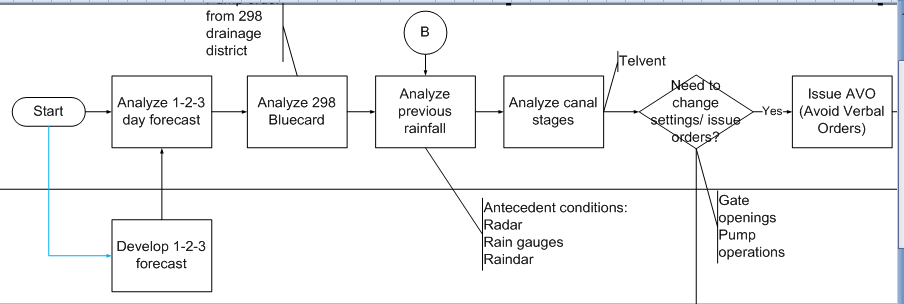 from 298
drainage
district
B
Telvent
Start
Analyze 1-2-3
day forecast
Analyze 298
Bluecard
Analyze
previous
rainfall
Analyze canal
stages
Need to
change
settings/ issue
orders?
Yes
Issue AVO
(Avoid Verbal
Orders)
Develop 1-2-3
forecast
Antecedent conditions:
Radar
Rain gauges
Raindar
Gate
openings
Pump
operations